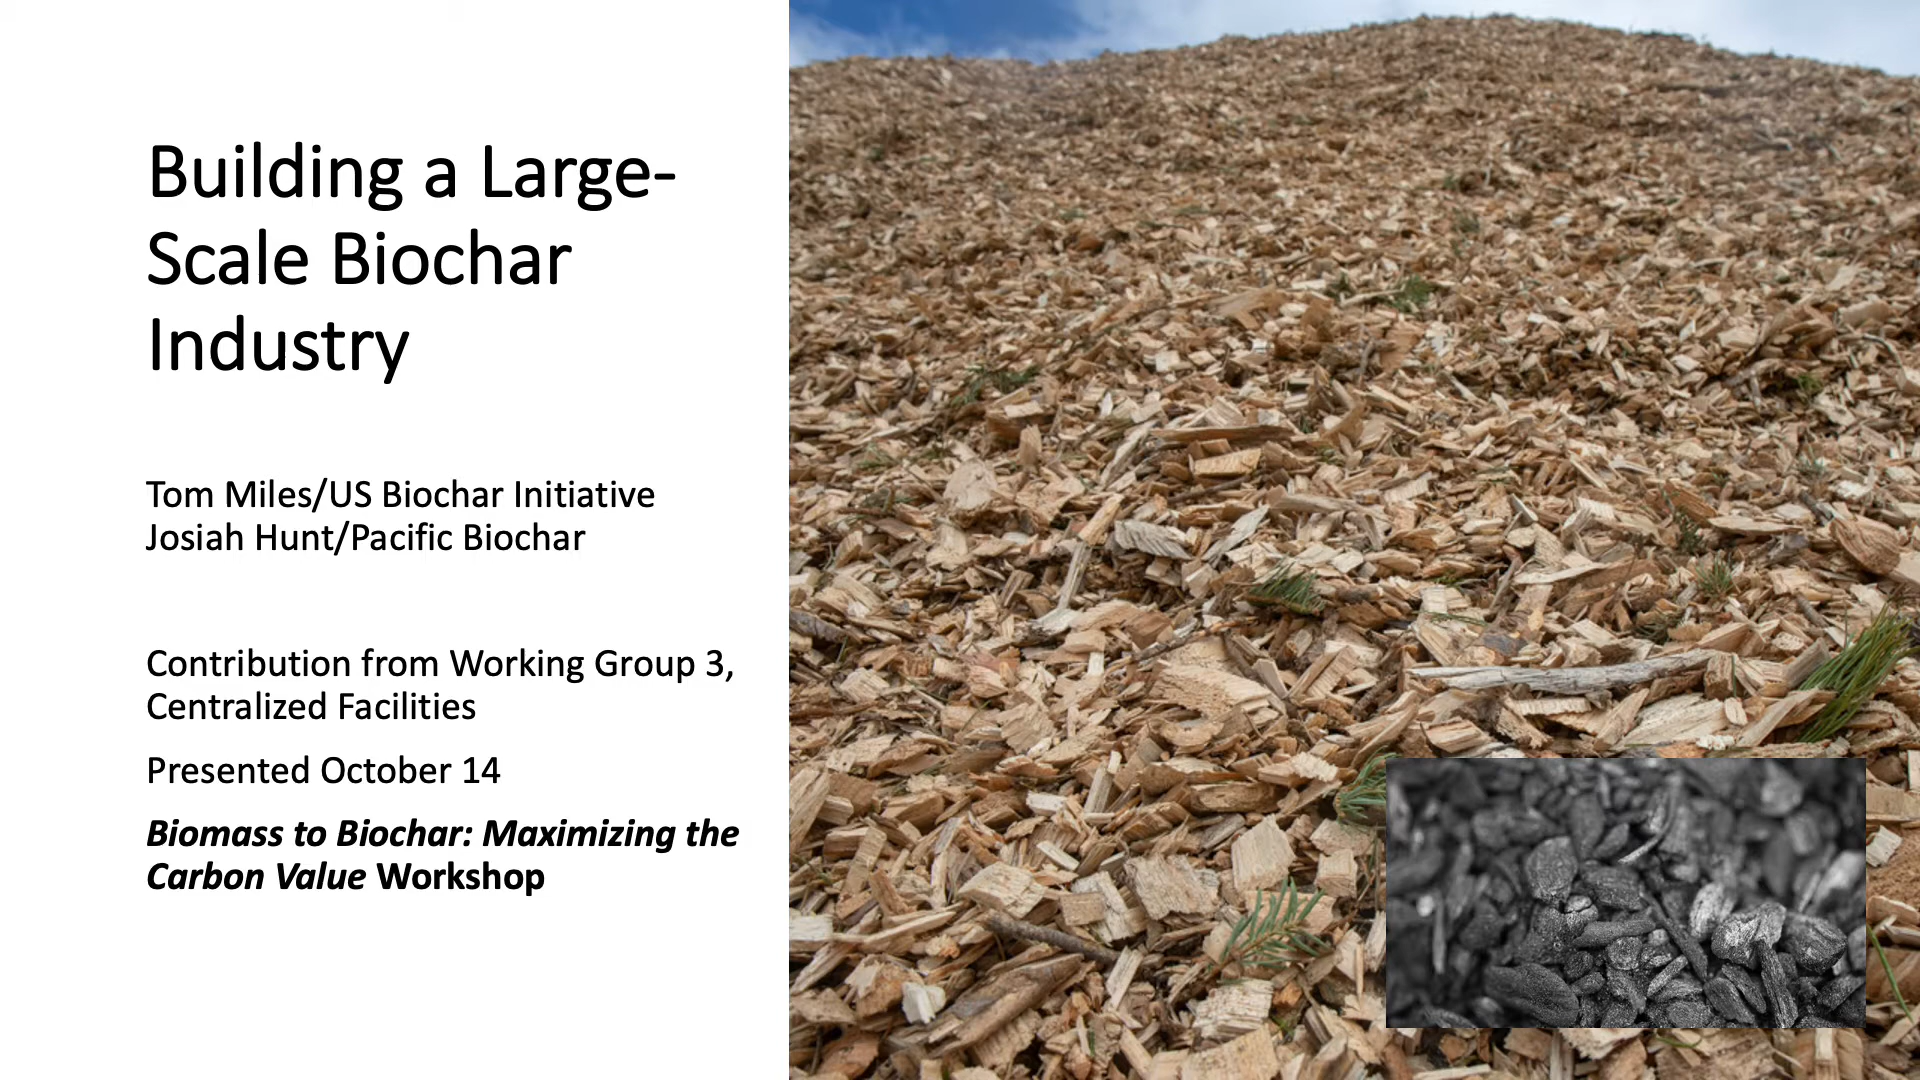 Building a Large-
Scale Biochar
Industry
Tom Miles/US Biochar Initiative
Josiah Hunt/Pacific Biochar
Contribution from Working Group 3,
Centralized Facilities
Presented October 14
Biomass to Biochar: Maximizing the
Carbon Value Workshop